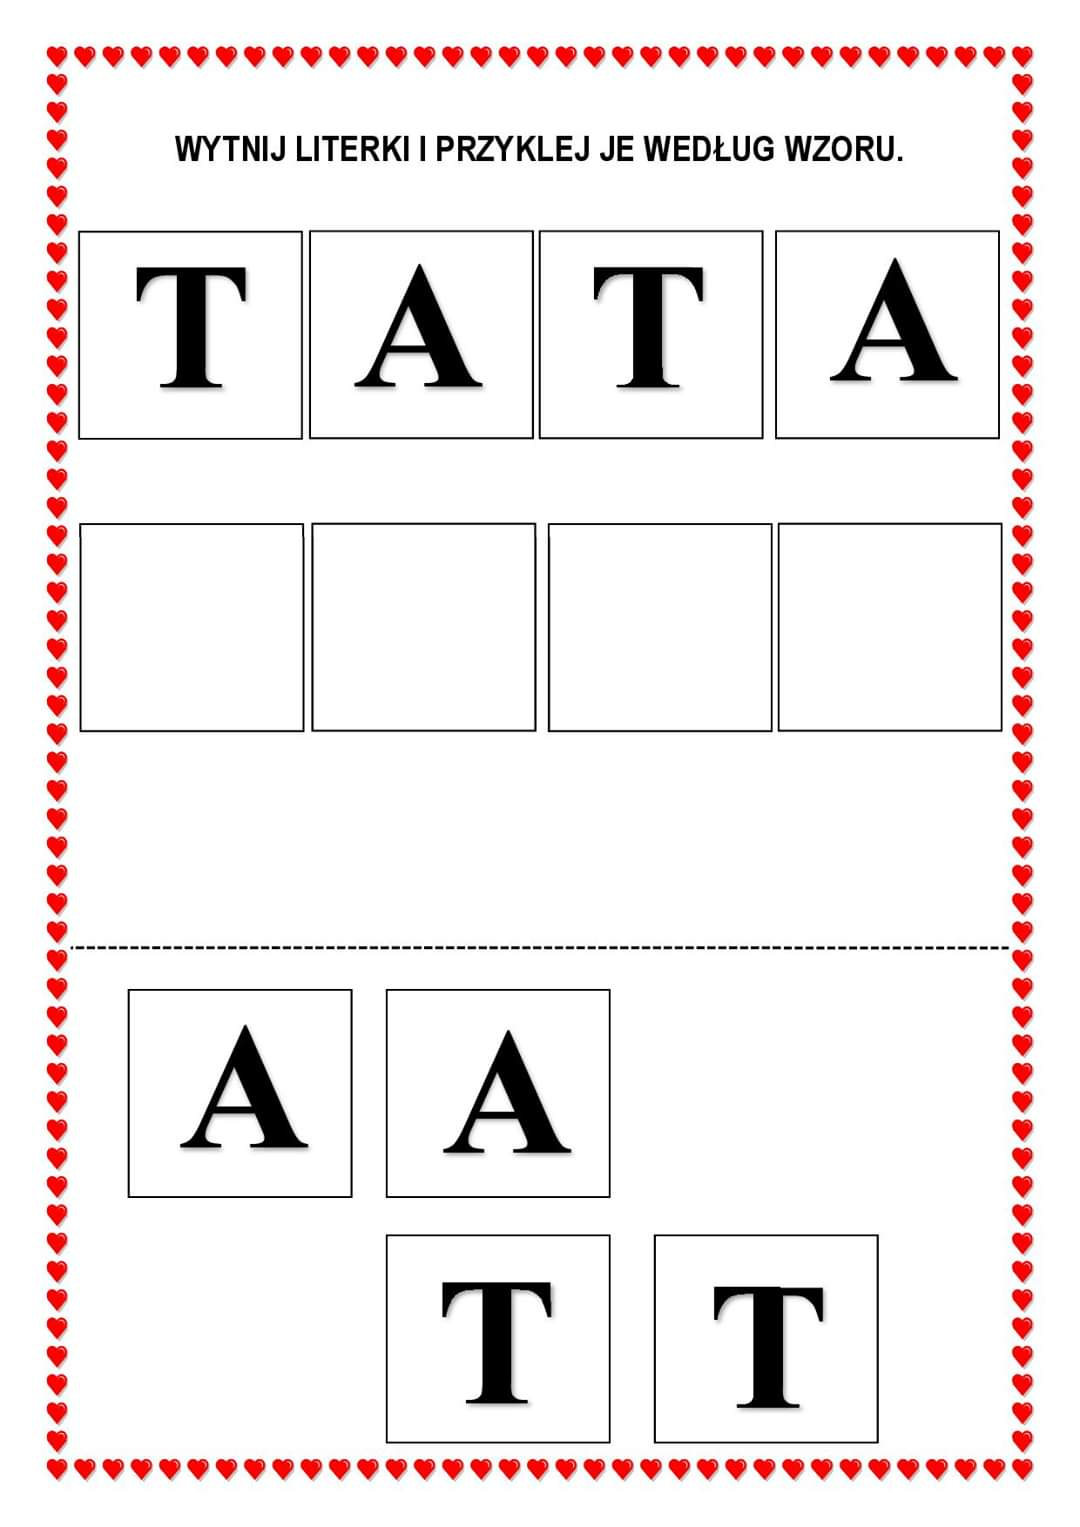 WYTNIJ LITERKI I PRZYKLEJ JE WEDŁUG WZORU.
T A T A
A A
T T